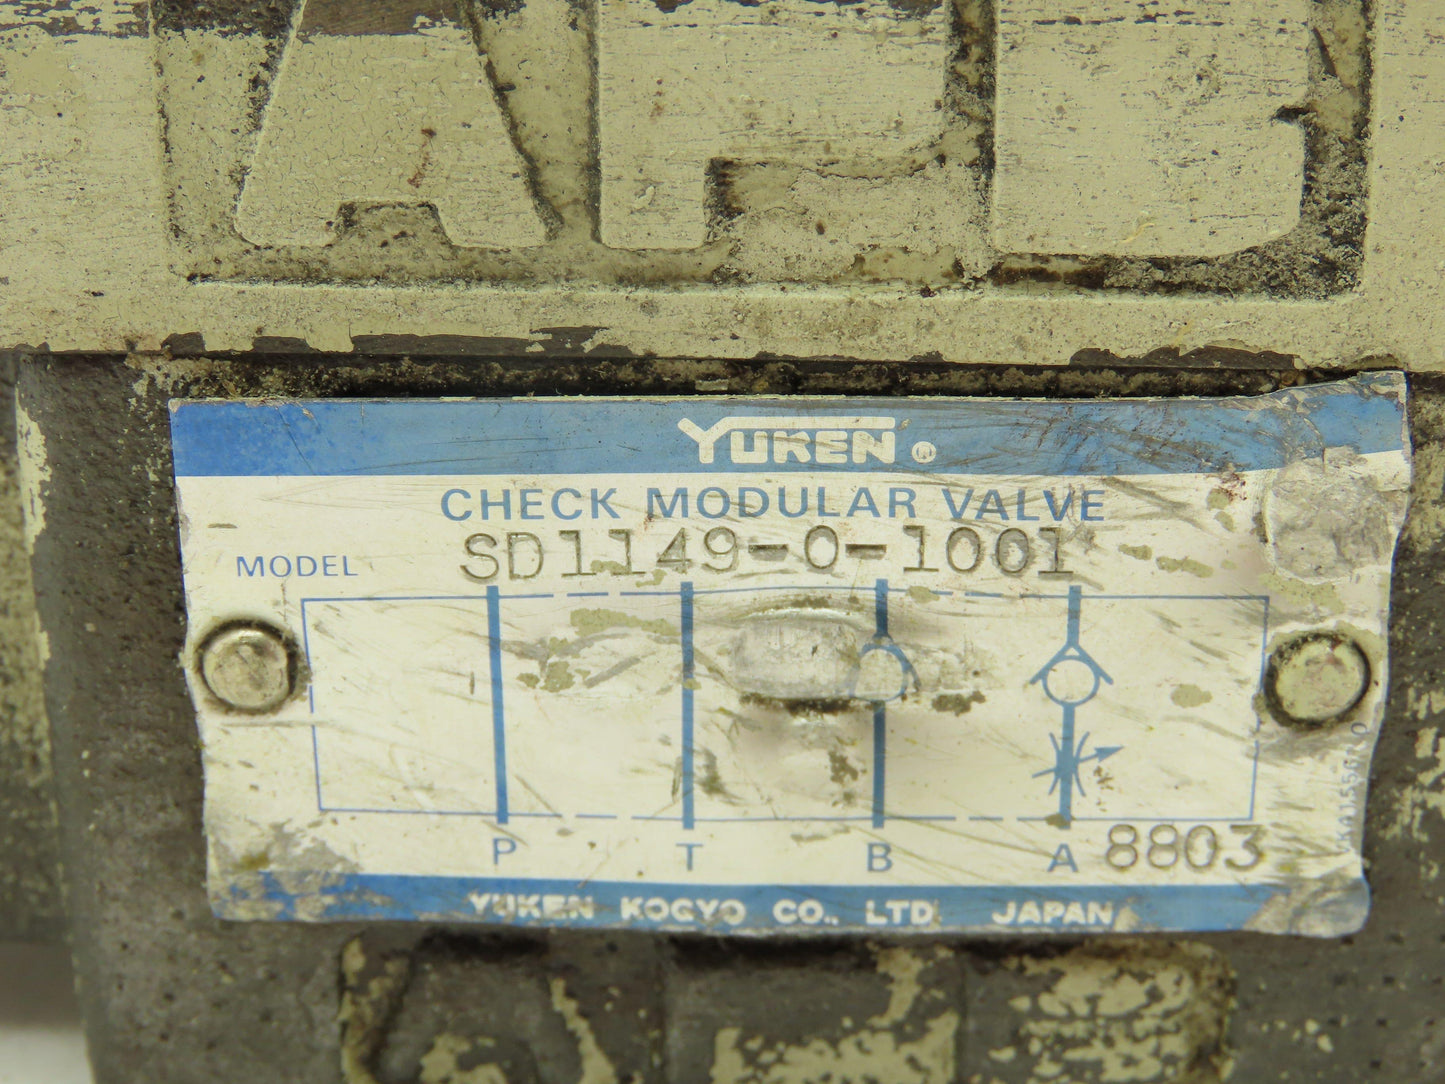 YUKEN ®
CHECK MODULAR VALVE
MODEL SD1149-0-1001
P T B A 8803
YUKEN KOGYO CO., LTD. JAPAN